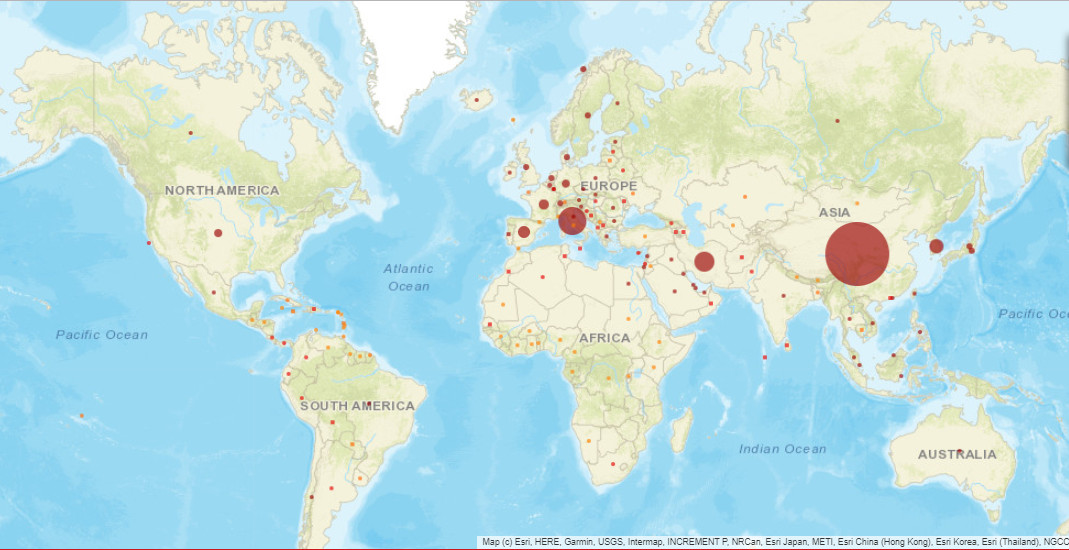 NORTH AMERICA
EUROPE
ASIA
Atlantic
Ocean
Pacific Oc
Pacific Ocean
AFRICA
SOUTH AMERICA
Indian Ocean
AUSTRALIA
Map (c) Esri, HERE, Garmin, USGS, Intermap, INCREMENT P, NRCan, Esri Japan, METI, Esri China (Hong Kong), Esri Korea, Esri (Thailand), NGCC